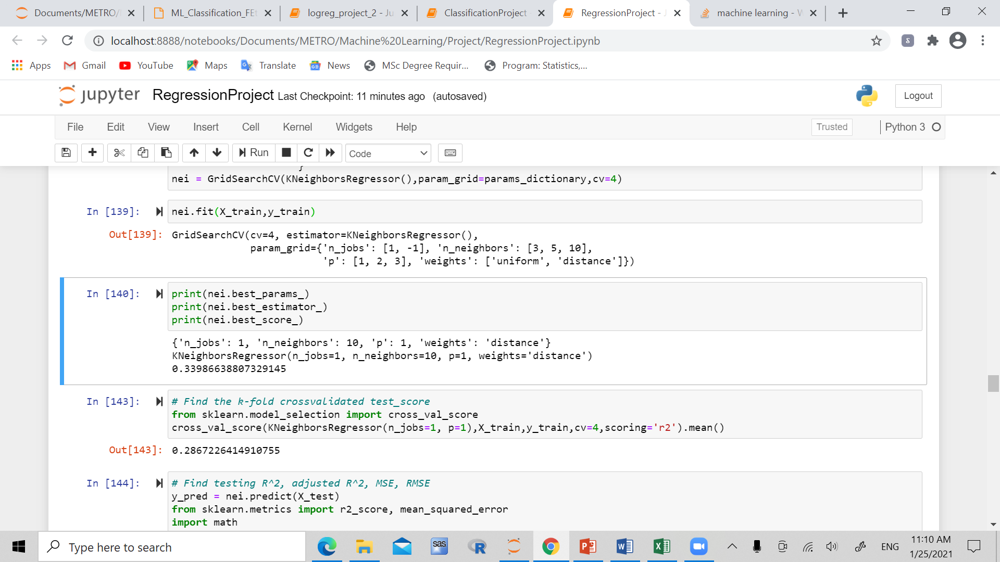 Documents/METRO/
ML_Classification_FEt
logreg_project_2 - Ju
ClassificationProject
RegressionProject - J
machine learning - W
localhost:8888/notebooks/Documents/METRO/Machine%20Learning/Project/RegressionProject.ipynb
Apps
Gmail
YouTube
Maps
Translate
News
MSc Degree Requir...
Program: Statistics,...
jupyter RegressionProject Last Checkpoint: 11 minutes ago (autosaved)
Logout
File Edit View Insert Cell Kernel Widgets Help
Trusted
Python 3
Run
Code
nei = GridSearchCV(KNeighborsRegressor(),param_grid=params_dictionary,cv=4)
In [139]: nei.fit(X_train,y_train)
Out[139]: GridSearchCV(cv=4, estimator=KNeighborsRegressor(),
param_grid={'n_jobs': [1, -1], 'n_neighbors': [3, 5, 10],
'p': [1, 2, 3], 'weights': ['uniform', 'distance']})
In [140]: print(nei.best_params_)
print(nei.best_estimator_)
print(nei.best_score_)
{'n_jobs': 1, 'n_neighbors': 10, 'p': 1, 'weights': 'distance'}
KNeighborsRegressor(n_jobs=1, n_neighbors=10, p=1, weights='distance')
0.33986638807329145
In [143]: # Find the k-fold crossvalidated test_score
from sklearn.model_selection import cross_val_score
cross_val_score(KNeighborsRegressor(n_jobs=1, p=1),X_train,y_train,cv=4,scoring='r2').mean()
Out[143]: 0.2867226414910755
In [144]: # Find testing R^2, adjusted R^2, MSE, RMSE
y_pred = nei.predict(X_test)
from sklearn.metrics import r2_score, mean_squared_error
import math
Type here to search
sas
ENG
11:10 AM
1/25/2021